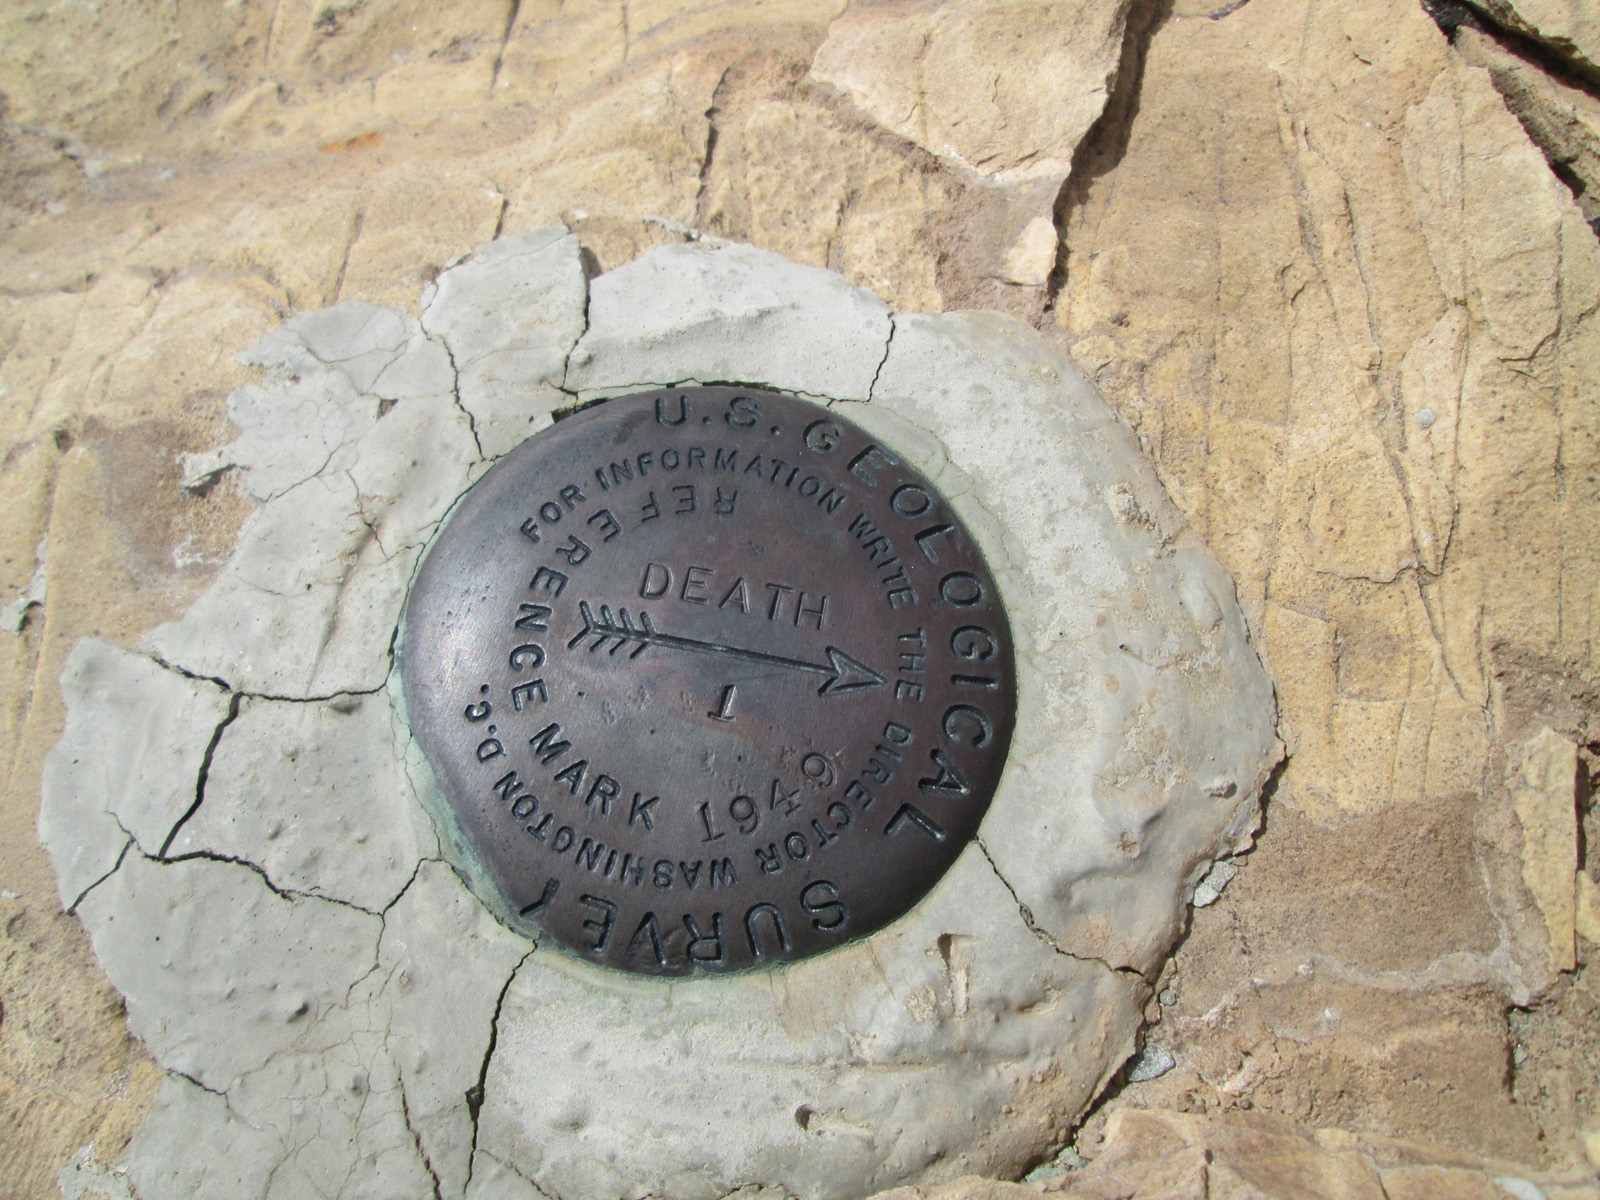 U.S. GEOLOGICAL SURVEY
FOR INFORMATION WRITE THE DIRECTOR WASHINGTON D.C.
REFERENCE MARK
DEATH
1
1949